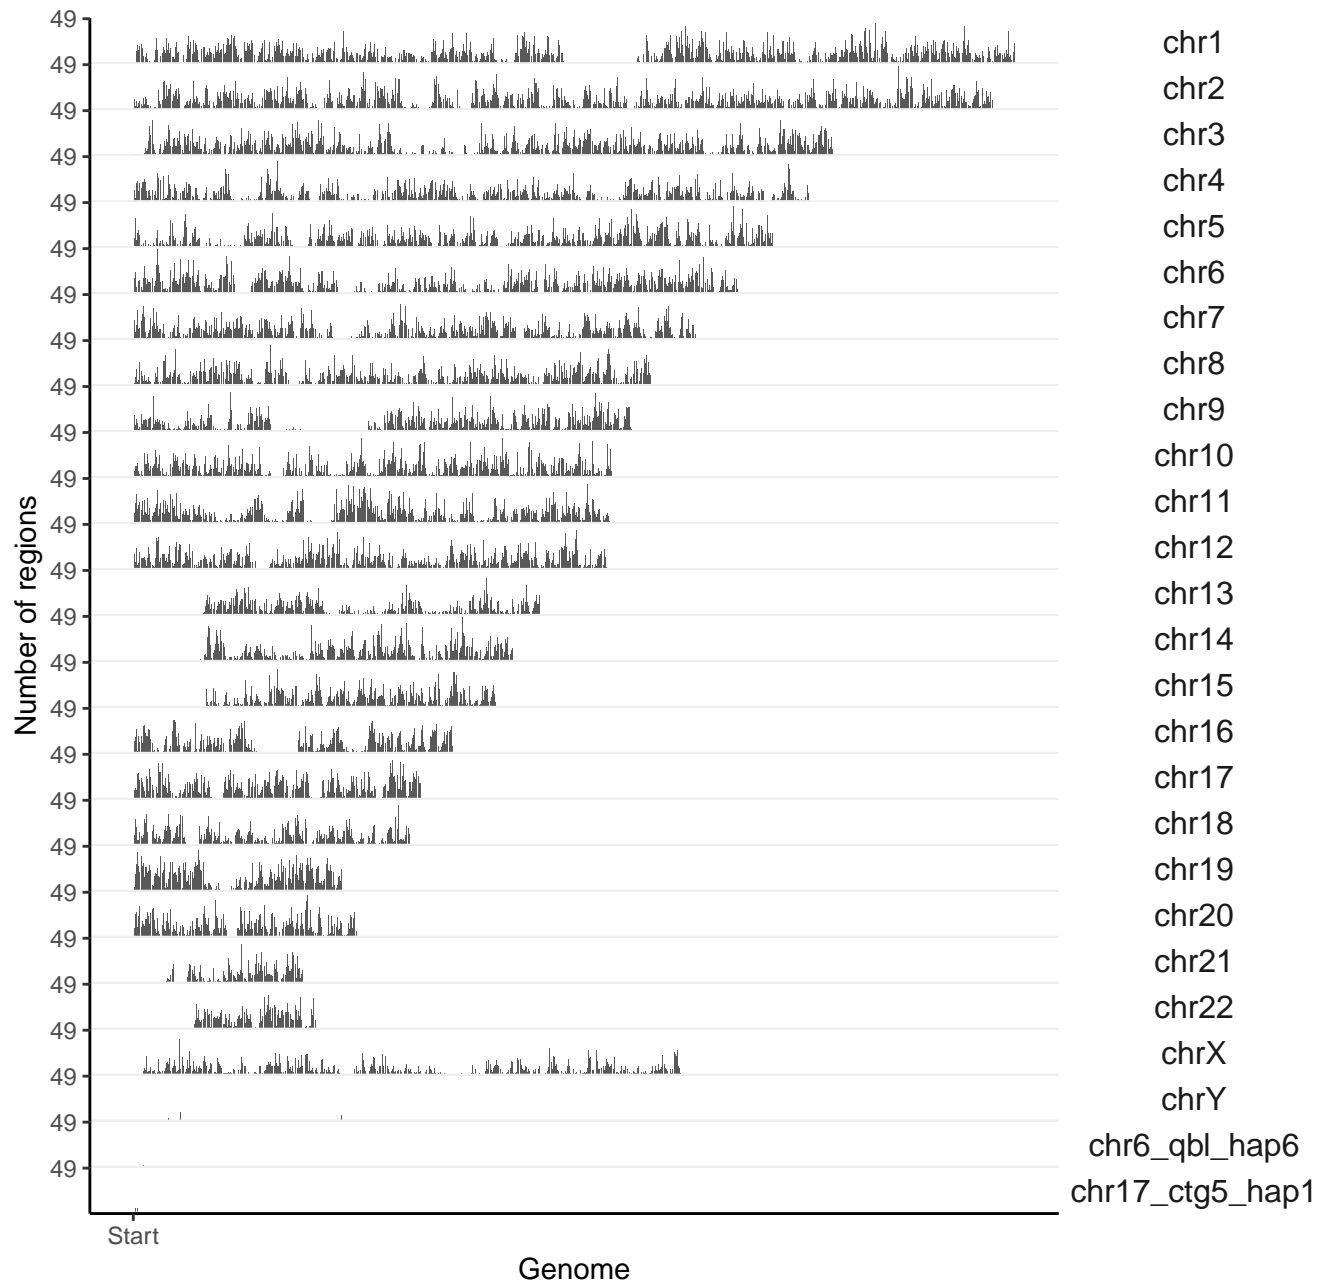 49 chr1
49 chr2
49 chr3
49 chr4
49 chr5
49 chr6
49 chr7
49 chr8
49 chr9
49 chr10
49 chr11
49 chr12
49 chr13
49 chr14
49 chr15
49 chr16
49 chr17
49 chr18
49 chr19
49 chr20
49 chr21
49 chr22
49 chrX
49 chrY
49 chr6_qbl_hap6
49 chr17_ctg5_hap1
Number of regions
Start
Genome